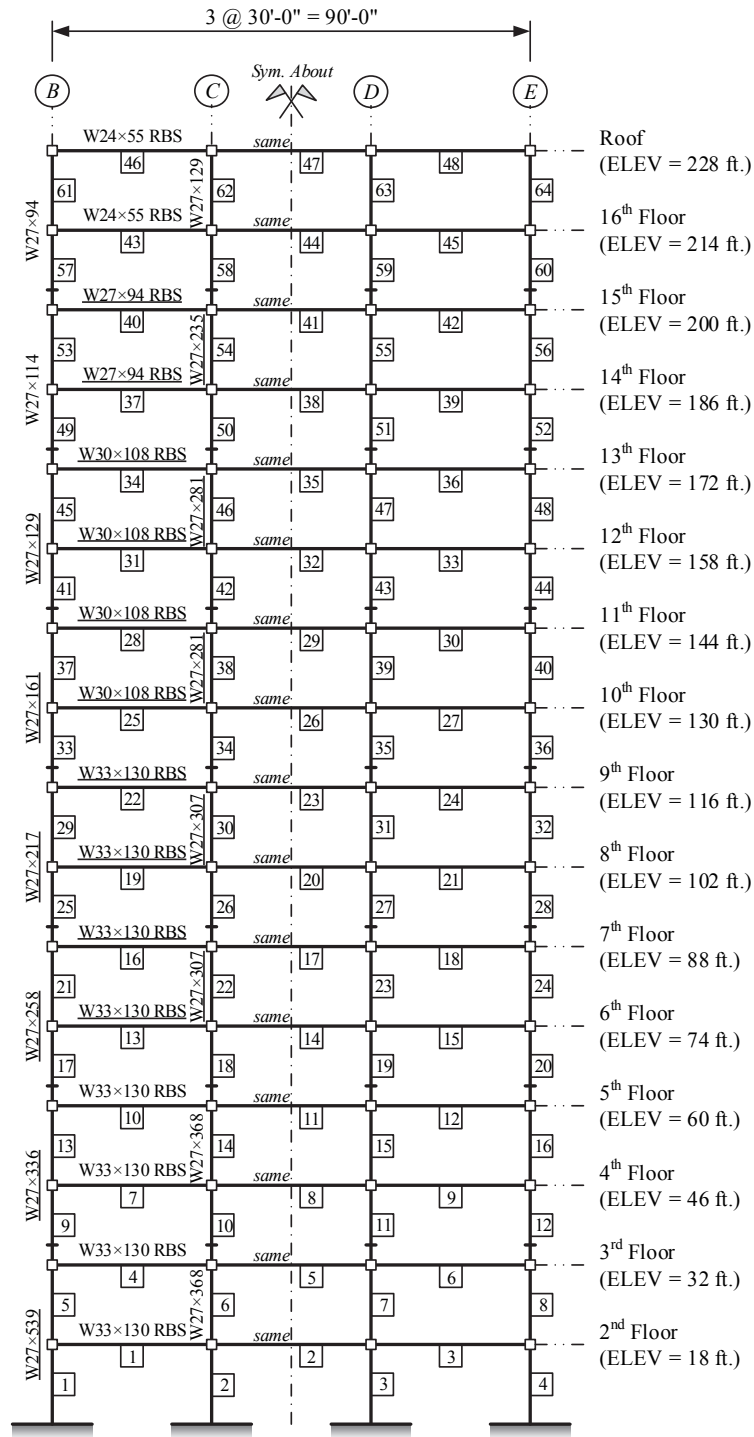 3 @ 30'-0" = 90'-0"
Sym. About
B
C
D
E
W24×55 RBS
same
Roof
(ELEV = 228 ft.)
46
47
48
W27×94
61
W27×129
62
63
64
W24×55 RBS
same
16th Floor
(ELEV = 214 ft.)
43
44
45
57
58
59
60
W27×94 RBS
same
15th Floor
(ELEV = 200 ft.)
40
41
42
W27×114
53
W27×235
54
55
56
W27×94 RBS
same
14th Floor
(ELEV = 186 ft.)
37
38
39
49
50
51
52
W30×108 RBS
same
13th Floor
(ELEV = 172 ft.)
34
35
36
W27×129
45
W27×281
46
47
48
W30×108 RBS
same
12th Floor
(ELEV = 158 ft.)
31
32
33
41
42
43
44
W30×108 RBS
same
11th Floor
(ELEV = 144 ft.)
28
29
30
W27×161
37
W27×281
38
39
40
W30×108 RBS
same
10th Floor
(ELEV = 130 ft.)
25
26
27
33
34
35
36
W33×130 RBS
same
9th Floor
(ELEV = 116 ft.)
22
23
24
W27×217
29
W27×307
30
31
32
W33×130 RBS
same
8th Floor
(ELEV = 102 ft.)
19
20
21
25
26
27
28
W33×130 RBS
same
7th Floor
(ELEV = 88 ft.)
16
17
18
W27×258
21
W27×307
22
23
24
W33×130 RBS
same
6th Floor
(ELEV = 74 ft.)
13
14
15
17
18
19
20
W33×130 RBS
same
5th Floor
(ELEV = 60 ft.)
10
11
12
W27×336
13
W27×368
14
15
16
W33×130 RBS
same
4th Floor
(ELEV = 46 ft.)
7
8
9
9
10
11
12
W33×130 RBS
same
3rd Floor
(ELEV = 32 ft.)
4
5
6
W27×539
5
W27×368
6
7
8
W33×130 RBS
same
2nd Floor
(ELEV = 18 ft.)
1
2
3
1
2
3
4